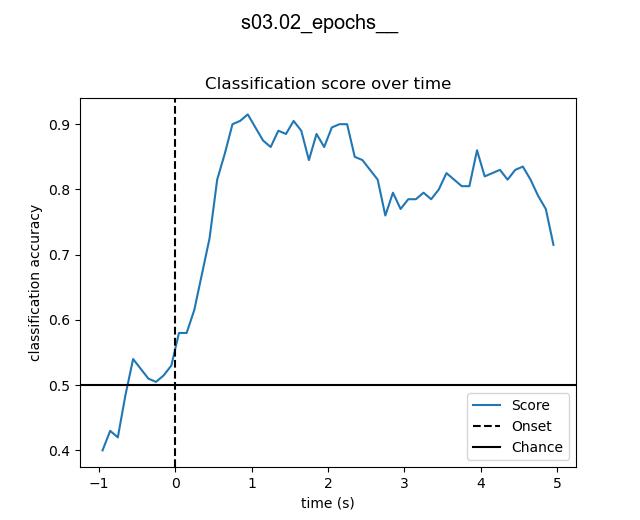 s03.02_epochs__
Classification score over time
classification accuracy
0.9
0.8
0.7
0.6
0.5
0.4
−1
0
1
2
3
4
5
time (s)
Score
Onset
Chance